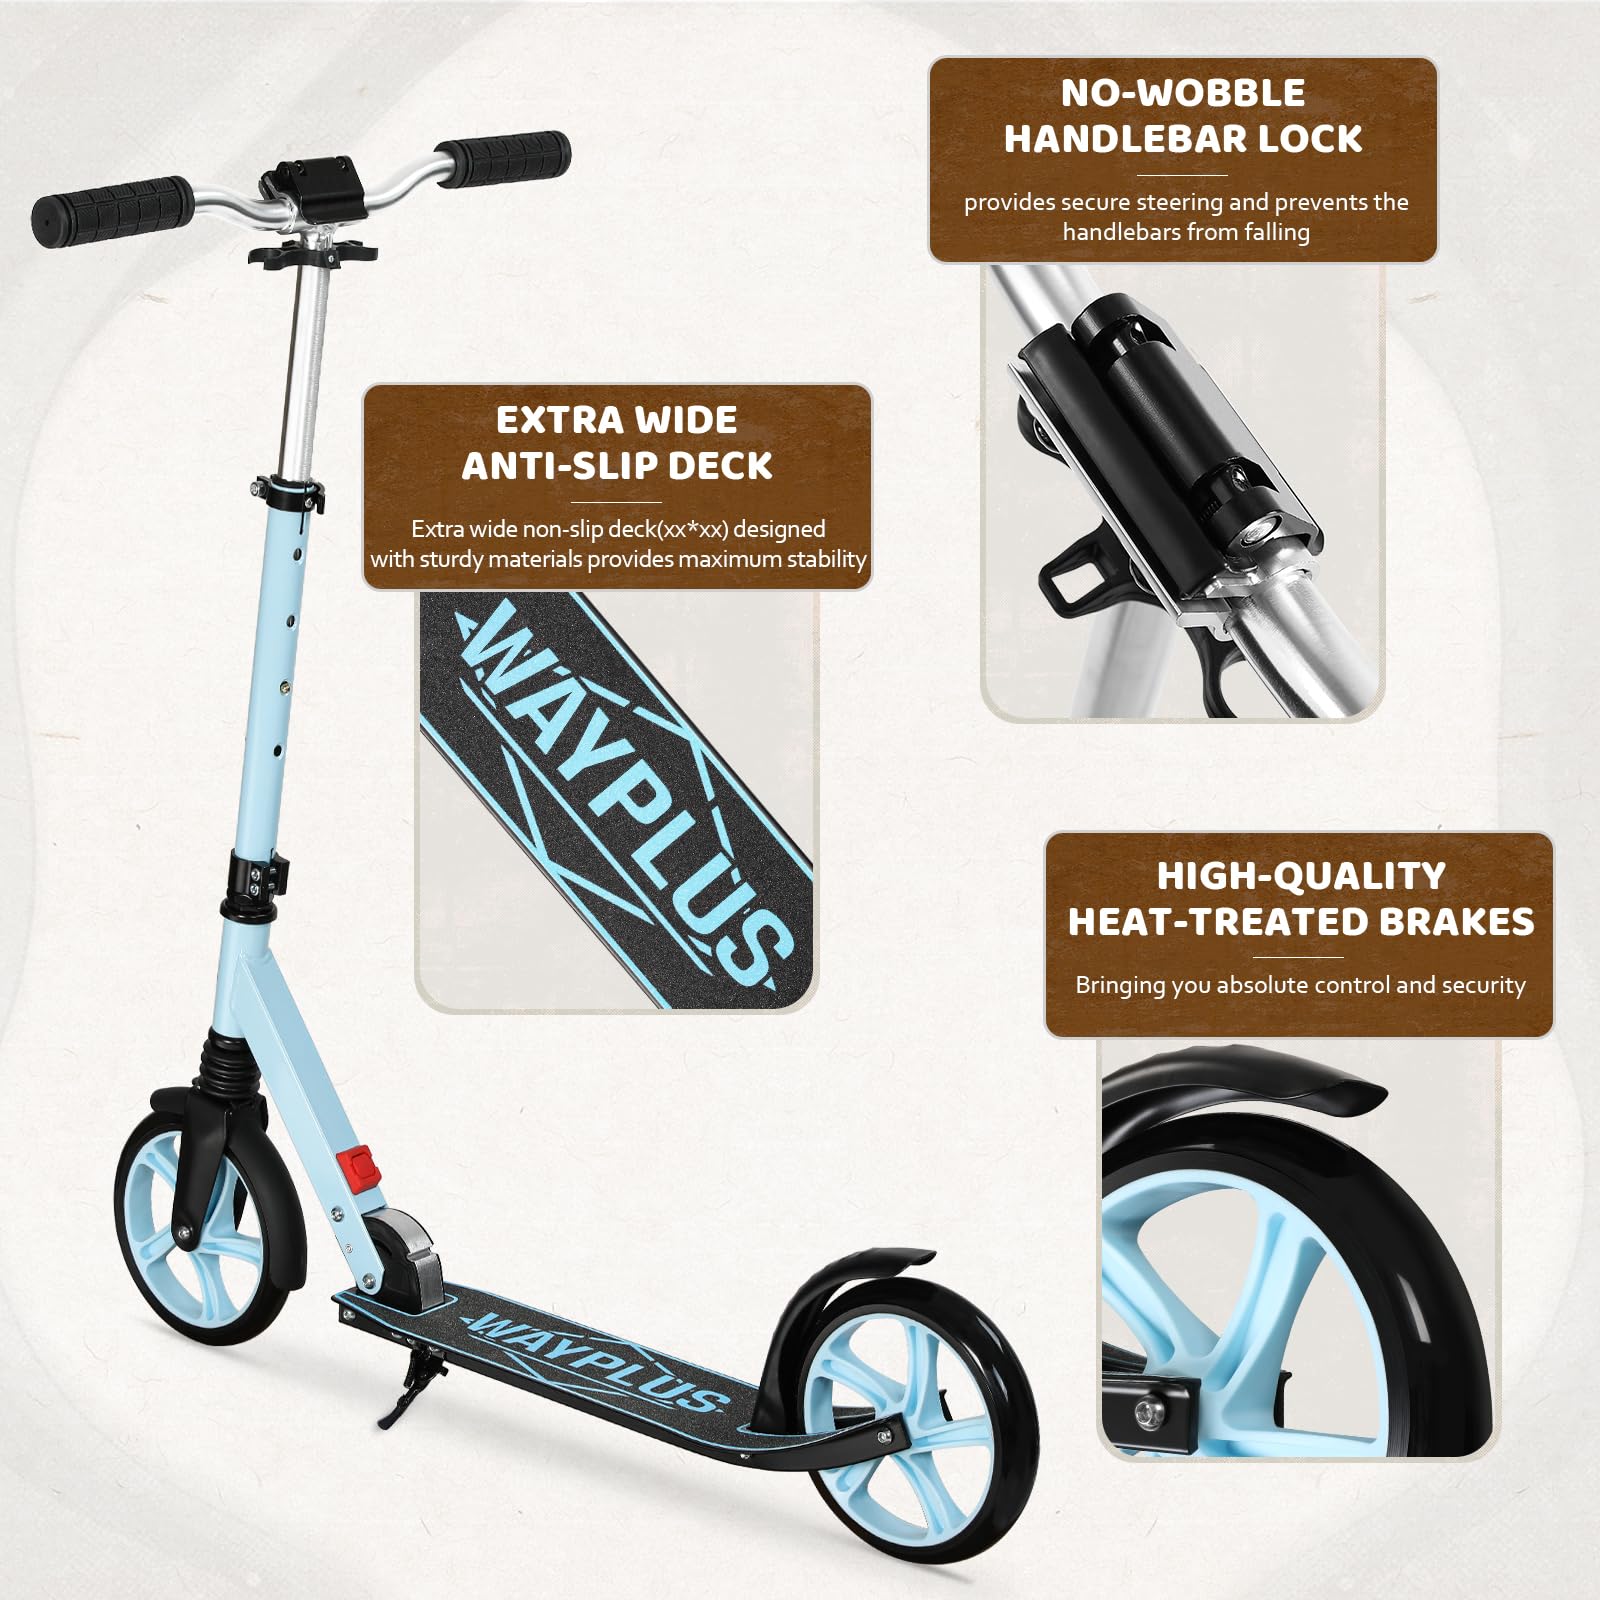 NO-WOBBLE
HANDLEBAR LOCK
provides secure steering and prevents the
handlebars from falling
EXTRA WIDE
ANTI-SLIP DECK
Extra wide non-slip deck(xx*xx) designed
with sturdy materials provides maximum stability
WAYPLUS
HIGH-QUALITY
HEAT-TREATED BRAKES
Bringing you absolute control and security
WAYPLUS